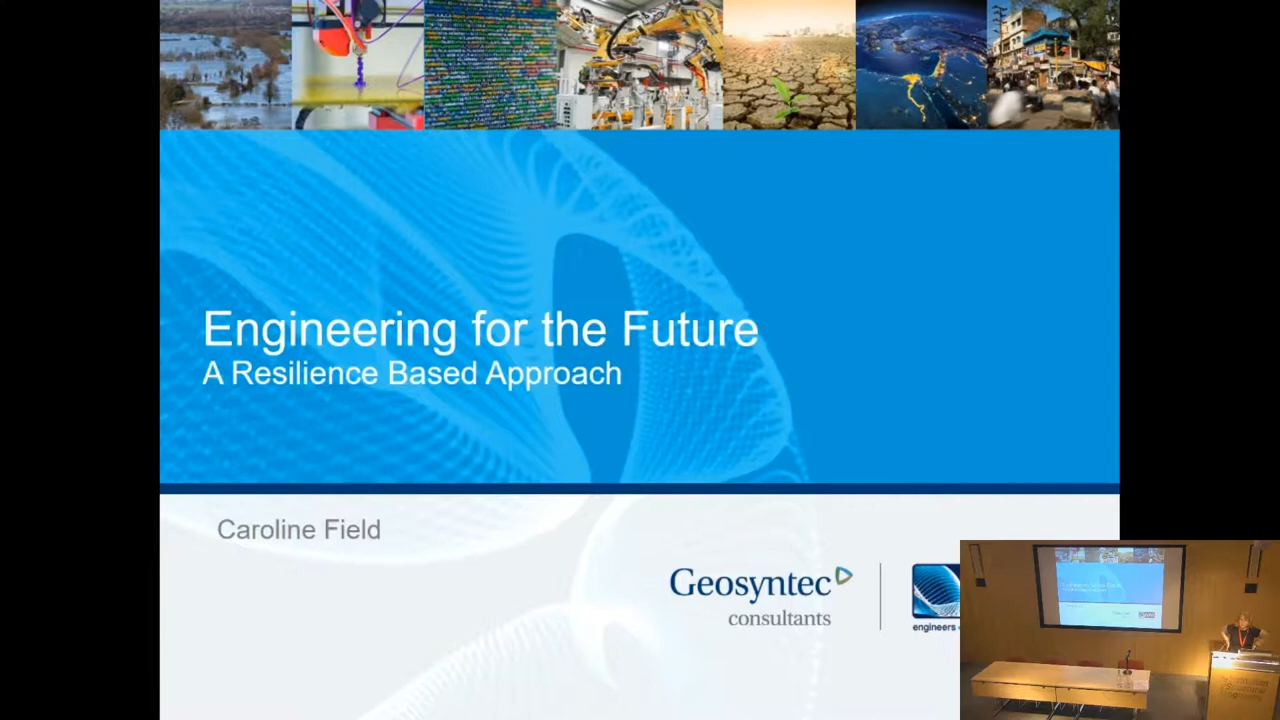 Engineering for the Future
A Resilience Based Approach
Caroline Field
Geosyntec
consultants
engineers